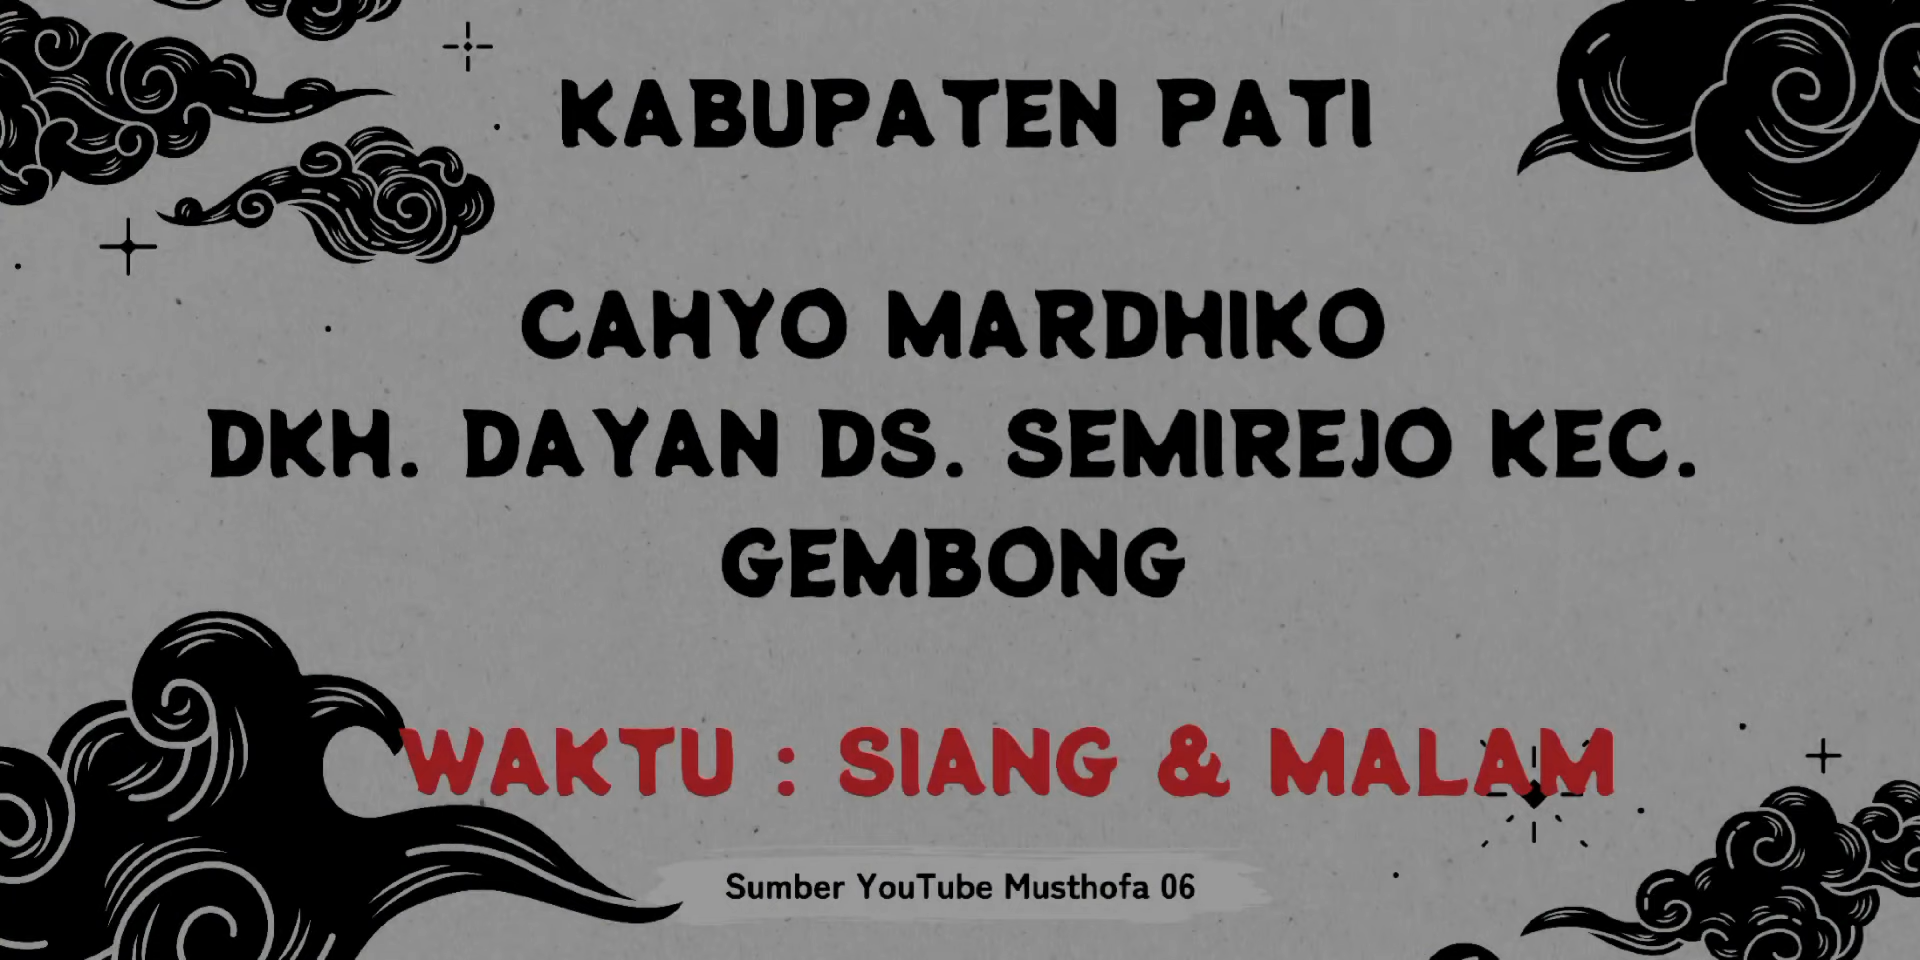 KABUPATEN PATI
CAHYO MARDHIKO
DKH. DAYAN DS. SEMIREJO KEC.
GEMBONG
WAKTU : SIANG & MALAM
Sumber YouTube Musthofa 06